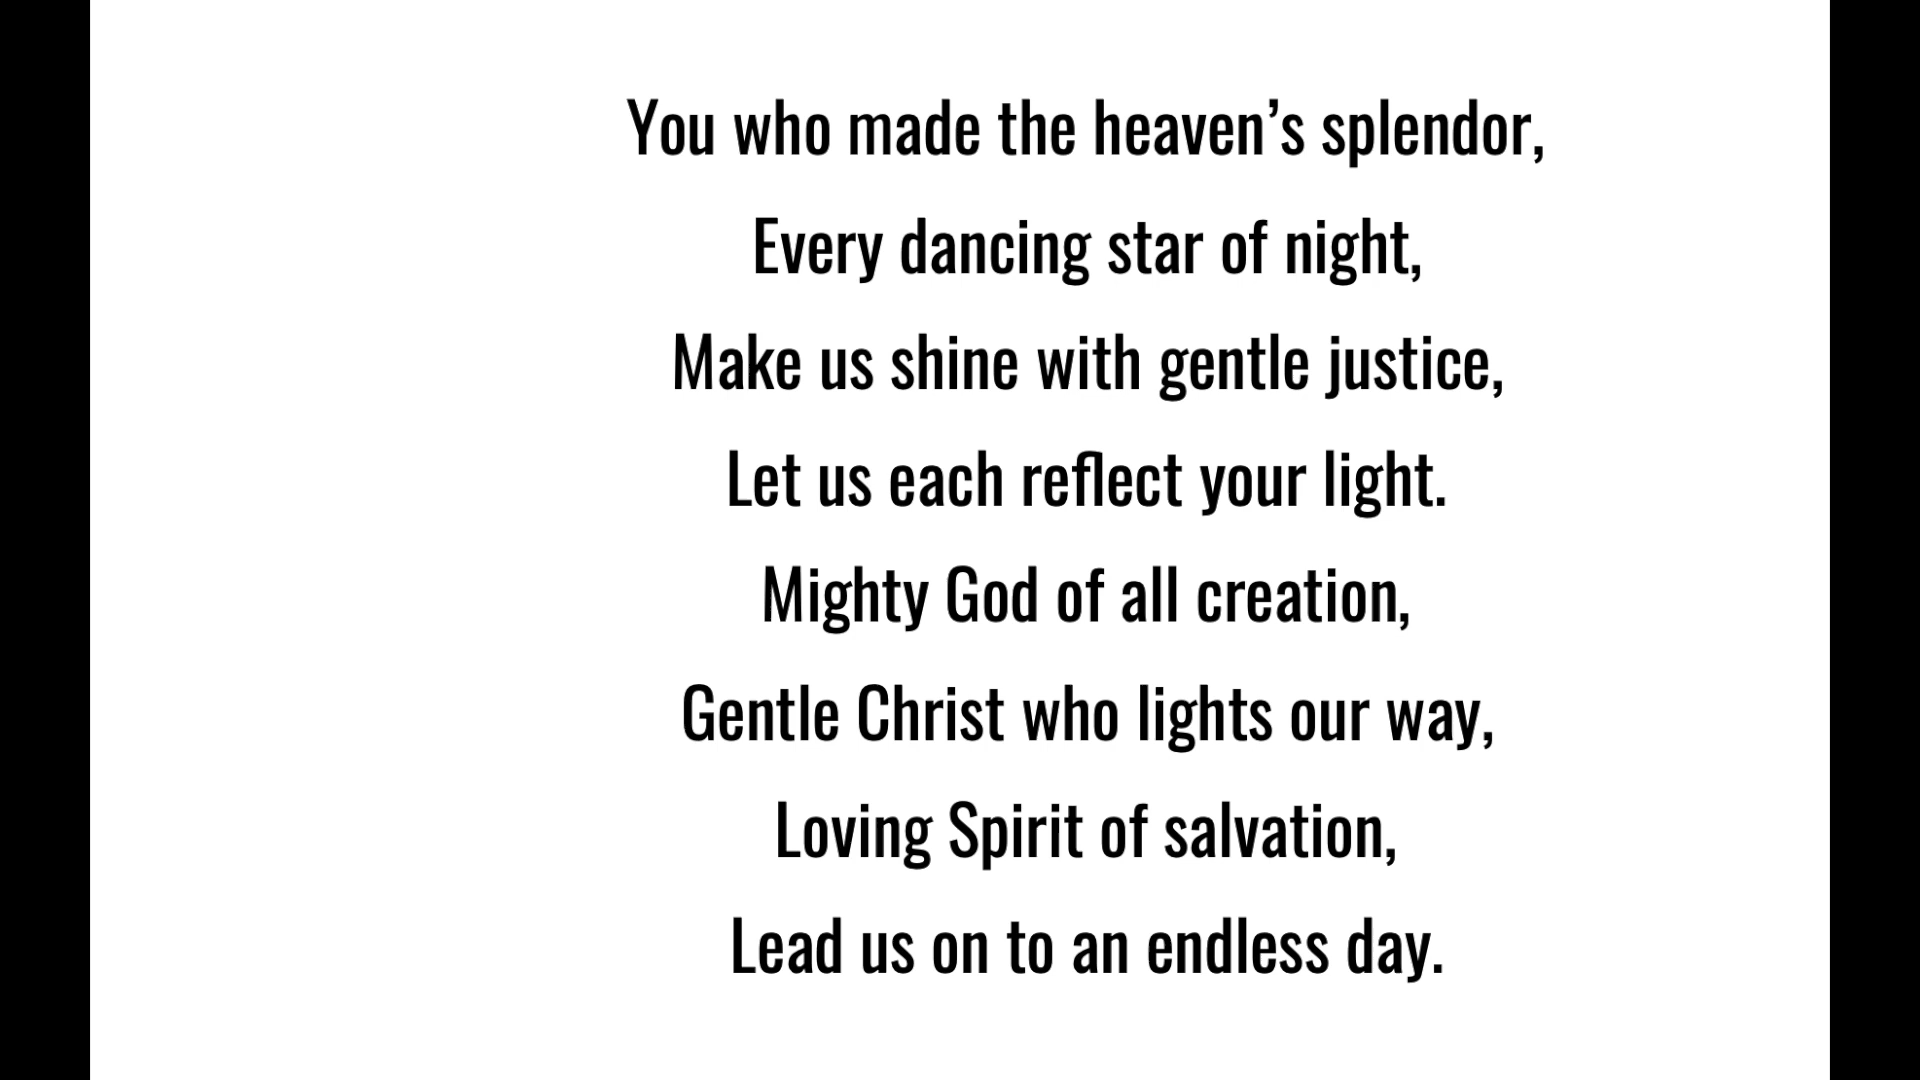 You who made the heaven’s splendor,
Every dancing star of night,
Make us shine with gentle justice,
Let us each reflect your light.
Mighty God of all creation,
Gentle Christ who lights our way,
Loving Spirit of salvation,
Lead us on to an endless day.